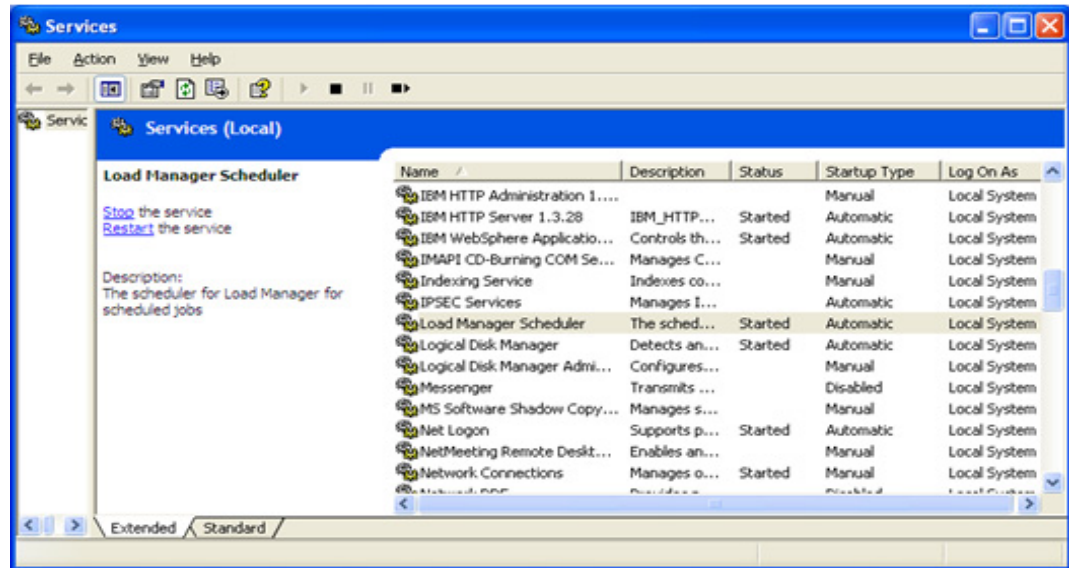 Services
File Action View Help
Servic
Services (Local)
Load Manager Scheduler
Stop the service
Restart the service
Description:
The scheduler for Load Manager for
scheduled jobs
Name Description Status Startup Type Log On As
IBM HTTP Administration 1.... Manual Local System
IBM HTTP Server 1.3.28 IBM_HTTP... Started Automatic Local System
IBM WebSphere Applicatio... Controls th... Started Automatic Local System
IMAPI CD-Burning COM Se... Manages C... Manual Local System
Indexing Service Indexes co... Manual Local System
IPSEC Services Manages I... Automatic Local System
Load Manager Scheduler The sched... Started Automatic Local System
Logical Disk Manager Detects an... Started Automatic Local System
Logical Disk Manager Admi... Configures... Manual Local System
Messenger Transmits ... Disabled Local System
MS Software Shadow Copy... Manages s... Manual Local System
Net Logon Supports p... Started Automatic Local System
NetMeeting Remote Deskt... Enables an... Manual Local System
Network Connections Manages o... Started Manual Local System
Extended Standard